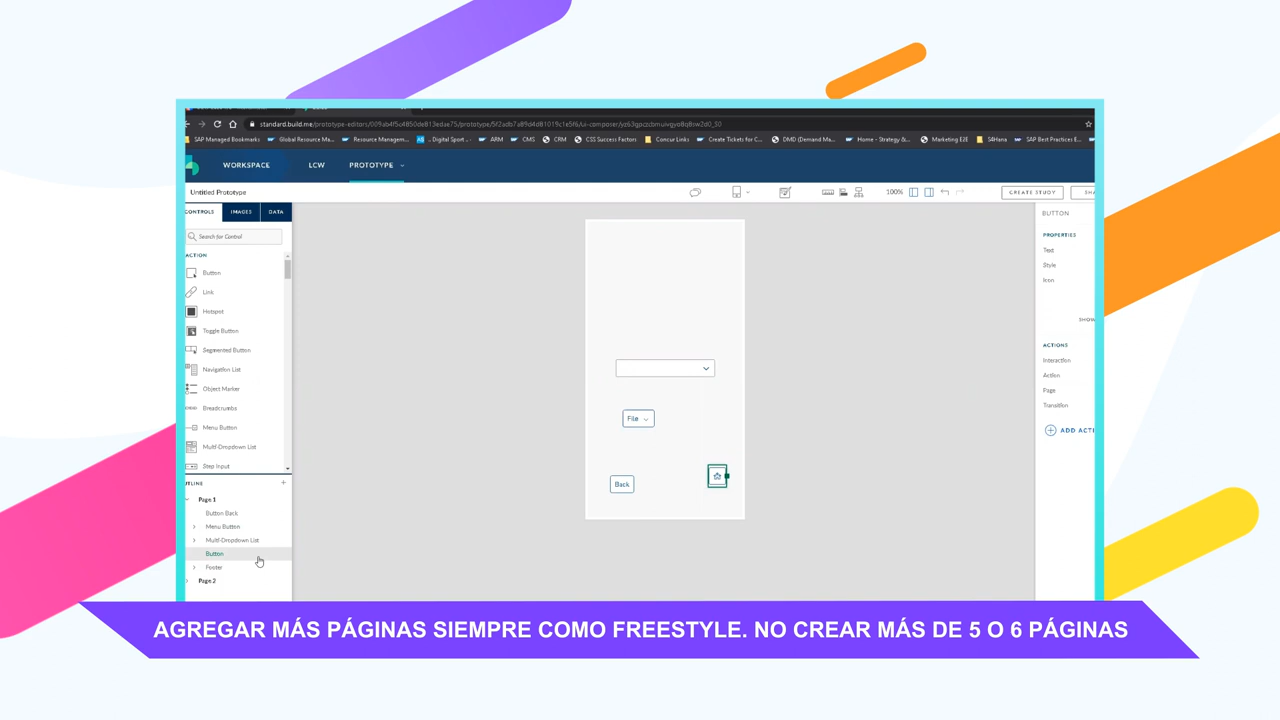 standard.build.me/prototype-editors/
SAP Managed Bookmarks
Global Resource Ma...
Resource Managem...
.. Digital Sport ..
ARM
CMS
CRM
CSS Success Factors
Concur Links
Create Tickets for C...
DMD (Demand Ma...
Home - Strategy &...
Marketing E2E
S4Hana
SAP Best Practices E...
WORKSPACE
LCW
PROTOTYPE
Untitled Prototype
100%
CREATE STUDY
SHA
CONTROLS
IMAGES
DATA
Search for Control
ACTION
Button
Link
Hotspot
Toggle Button
Segmented Button
Navigation List
Object Marker
Breadcrumbs
Menu Button
Multi-Dropdown List
Step Input
UTLINE
Page 1
Button Back
Menu Button
Multi-Dropdown List
Button
Footer
Page 2
File
Back
BUTTON
PROPERTIES
Text
Style
Icon
SHOW
ACTIONS
Interaction
Action
Page
Transition
ADD ACTI
AGREGAR MÁS PÁGINAS SIEMPRE COMO FREESTYLE. NO CREAR MÁS DE 5 O 6 PÁGINAS